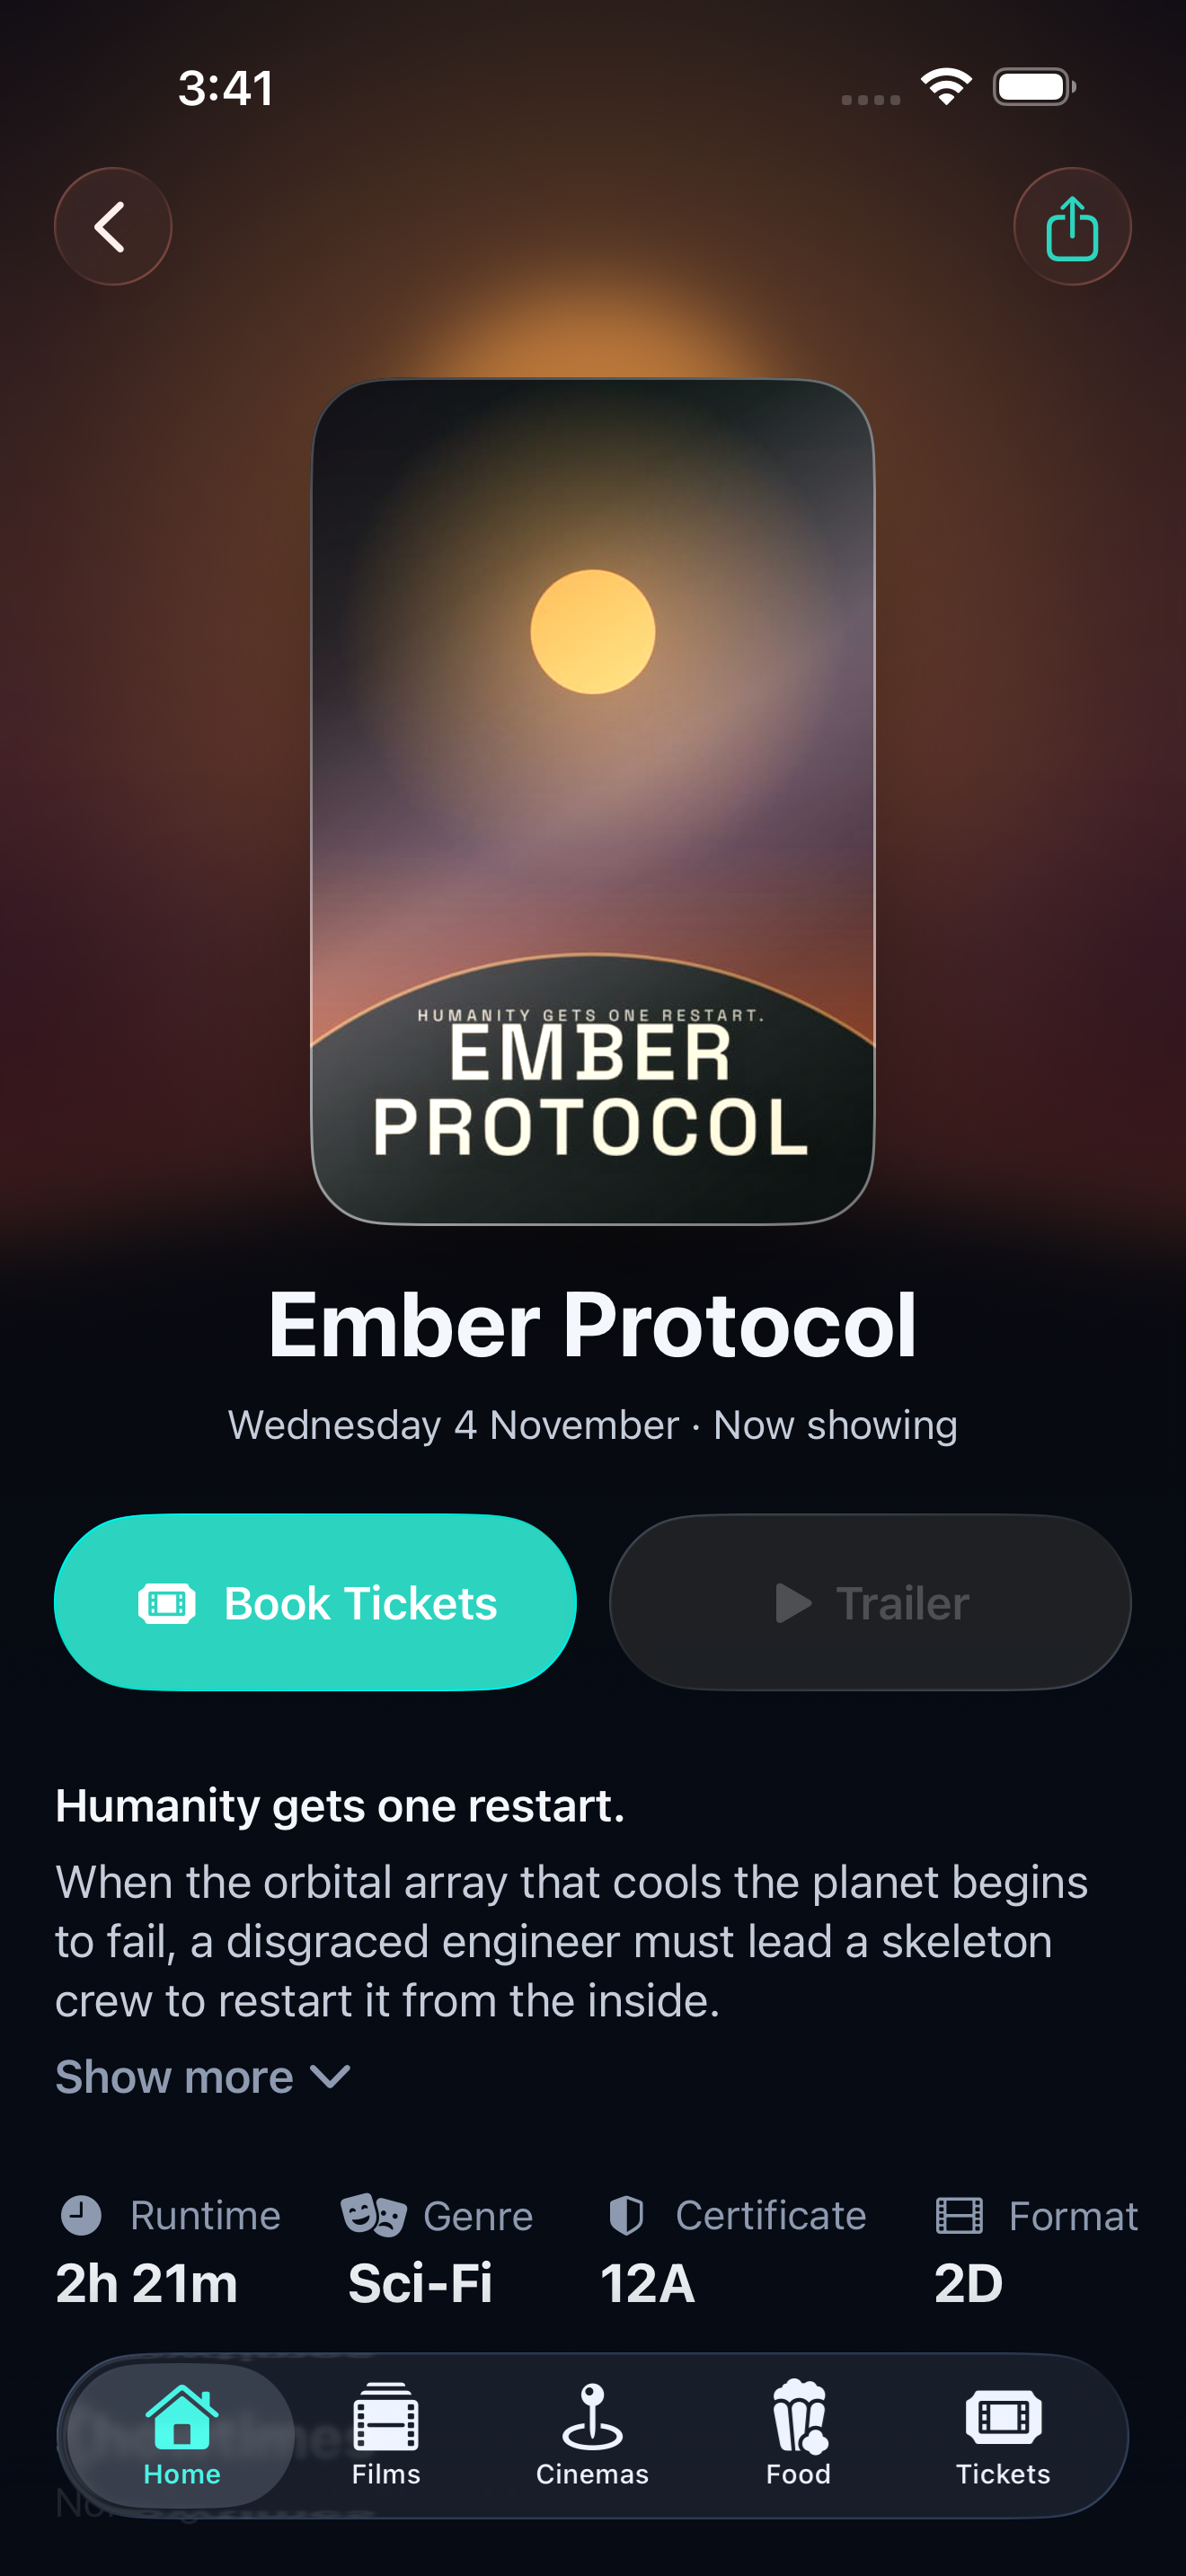 3:41
HUMANITY GETS ONE RESTART.
EMBER
PROTOCOL
Ember Protocol
Wednesday 4 November · Now showing
Book Tickets
Trailer
Humanity gets one restart.
When the orbital array that cools the planet begins
to fail, a disgraced engineer must lead a skeleton
crew to restart it from the inside.
Show more
Runtime Genre Certificate Format
2h 21m Sci-Fi 12A 2D
Home Films Cinemas Food Tickets